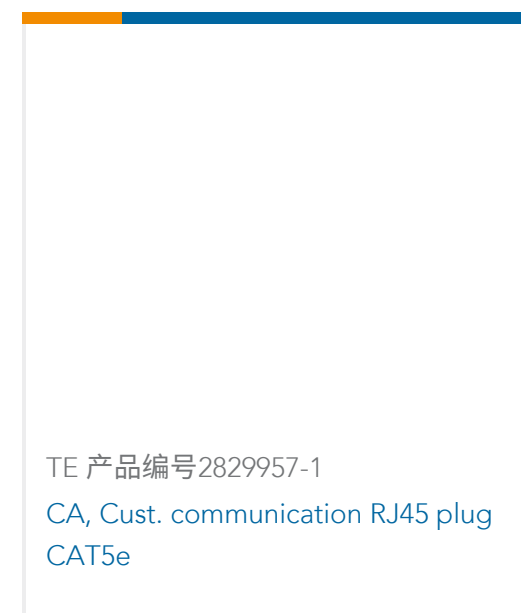 TE 产品编号2829957-1
CA, Cust. communication RJ45 plug
CAT5e